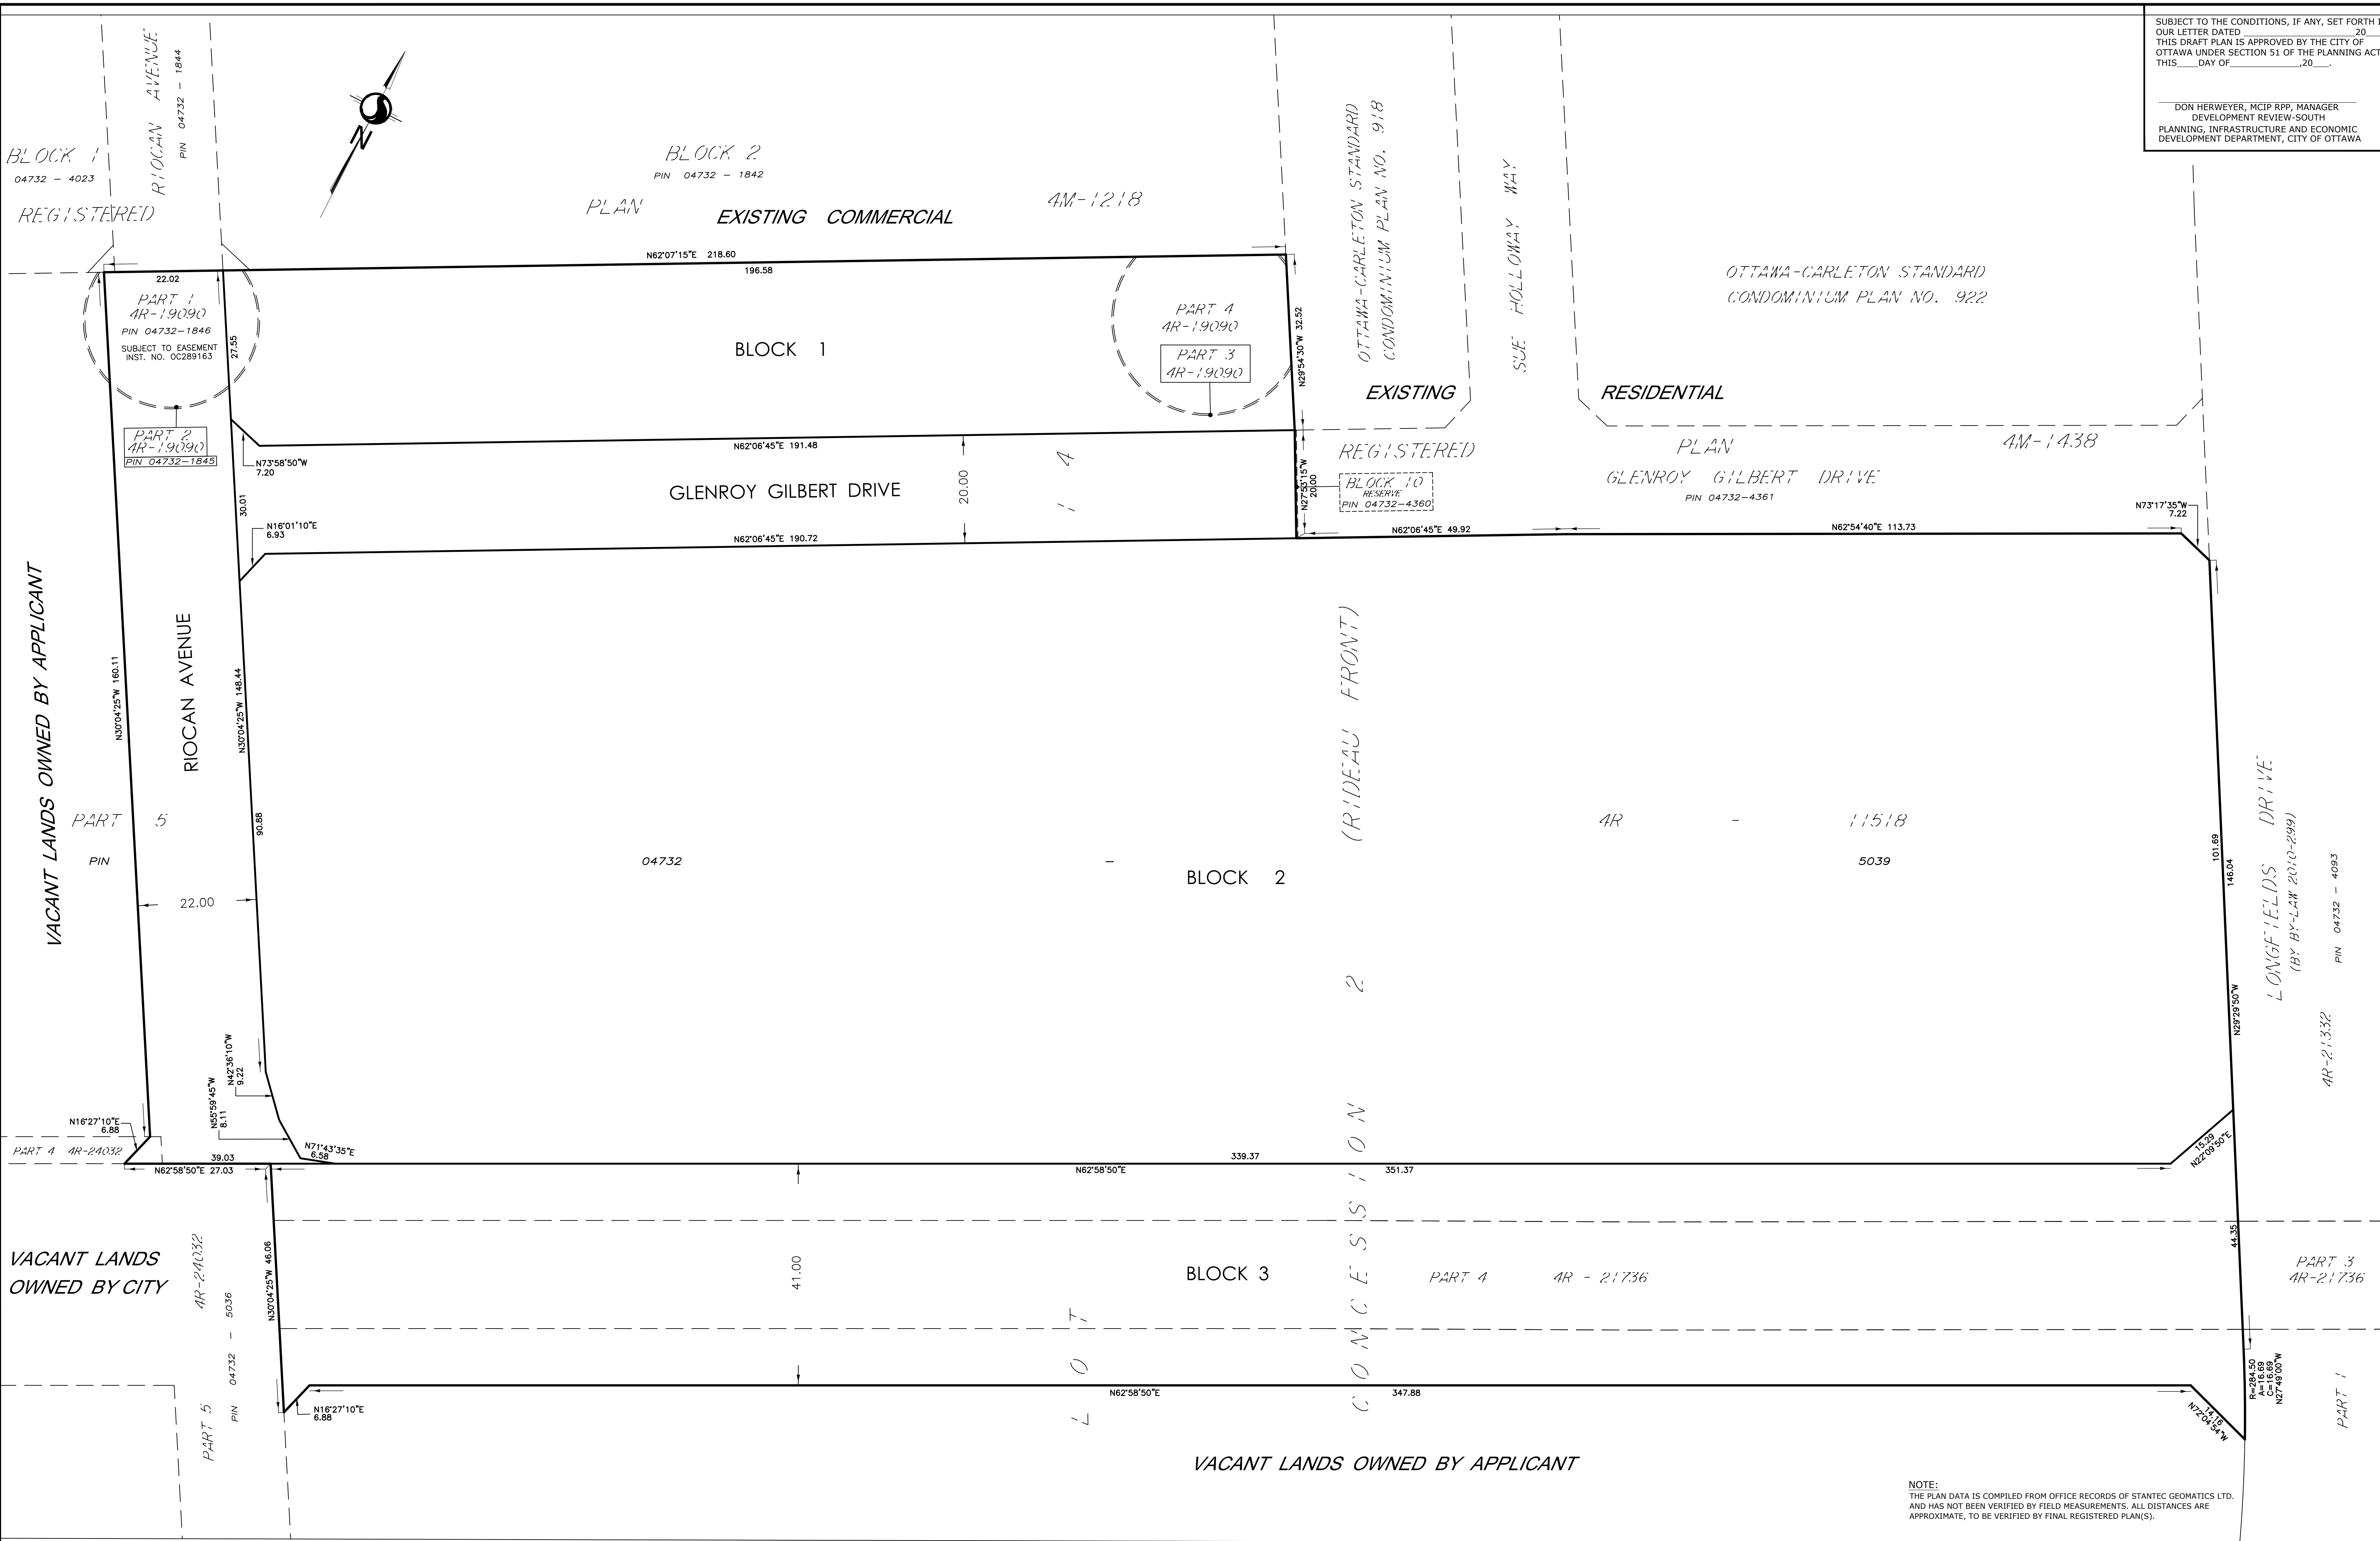 SUBJECT TO THE CONDITIONS, IF ANY, SET FORTH
OUR LETTER DATED ____________________20__
THIS DRAFT PLAN IS APPROVED BY THE CITY OF
OTTAWA UNDER SECTION 51 OF THE PLANNING ACT
THIS____DAY OF_____________,20___.
DON HERWEYER, MCIP RPP, MANAGER
DEVELOPMENT REVIEW-SOUTH
PLANNING, INFRASTRUCTURE AND ECONOMIC
DEVELOPMENT DEPARTMENT, CITY OF OTTAWA
RIOCAN AVENUE
PIN 04732 - 1844
N
BLOCK 1
04732 - 4023
REGISTERED
BLOCK 2
PIN 04732 - 1842
PLAN
4M-1218
EXISTING COMMERCIAL
OTTAWA-CARLETON STANDARD
CONDOMINIUM PLAN NO. 918
SUE HOLLOWAY WAY
OTTAWA-CARLETON STANDARD
CONDOMINIUM PLAN NO. 922
N62°07'15"E 218.60
196.58
22.02
PART 1
4R-19090
PIN 04732-1846
SUBJECT TO EASEMENT
INST. NO. OC289163
27.55
BLOCK 1
PART 4
4R-19090
PART 3
4R-19090
N29°54'30"W 32.52
EXISTING RESIDENTIAL
PART 2
4R-19090
PIN 04732-1845
N73°58'50"W
7.20
N62°06'45"E 191.48
GLENROY GILBERT DRIVE
20.00
14
N27°53'15"W
20.00
REGISTERED
PLAN
4M-1438
BLOCK 10
RESERVE
PIN 04732-4360
GLENROY GILBERT DRIVE
PIN 04732-4361
30.01
N16°01'10"E
6.93
N62°06'45"E 190.72
N62°06'45"E 49.92
N62°54'40"E 113.73
N73°17'35"W
7.22
VACANT LANDS OWNED BY APPLICANT
N30°04'25"W 160.11
RIOCAN AVENUE
N30°04'25"W 148.44
90.88
(RIDEAU FRONT)
PART 5
4R - 11518
PIN
04732
-
5039
BLOCK 2
22.00
101.69
146.04
LONGFIELDS DRIVE
(BY BY-LAW 2010-299)
PIN 04732 - 4093
4R-21332
N29°29'50"W
2
N42°36'10"W
9.22
N55°59'45"W
8.11
N16°27'10"E
6.88
N71°43'35"E
6.58
PART 4 4R-24032
39.03
N62°58'50"E 27.03
339.37
N62°58'50"E
351.37
15.29
N22°09'50"E
CONCESSION
VACANT LANDS
OWNED BY CITY
4R-24032
PIN 04732 - 5036
PART 5
N30°04'25"W 46.06
41.00
BLOCK 3
PART 4 4R - 21736
44.35
PART 3
4R-21736
LOT
N16°27'10"E
6.88
N62°58'50"E
347.88
14.16
N72°04'54"W
R=284.50
A=16.69
C=16.69
N27°49'00"W
PART 1
VACANT LANDS OWNED BY APPLICANT
NOTE:
THE PLAN DATA IS COMPILED FROM OFFICE RECORDS OF STANTEC GEOMATICS LTD.
AND HAS NOT BEEN VERIFIED BY FIELD MEASUREMENTS. ALL DISTANCES ARE
APPROXIMATE, TO BE VERIFIED BY FINAL REGISTERED PLAN(S).